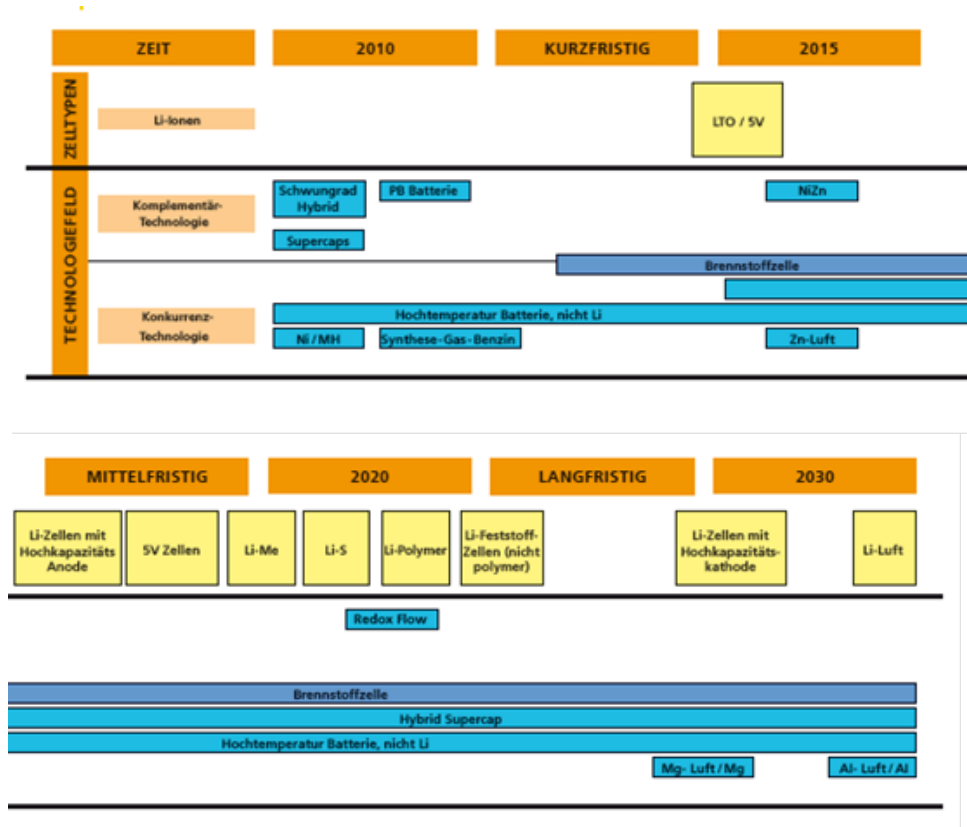 ZEIT
2010
KURZFRISTIG
2015
ZELLTYPEN
Li-Ionen
LTO / 5V
TECHNOLOGIEFELD
Komplementär-
Technologie
Schwungrad
Hybrid
PB Batterie
NiZn
Supercaps
Brennstoffzelle
Konkurrenz-
Technologie
Hochtemperatur Batterie, nicht Li
Ni/MH
Synthese-Gas-Benzin
Zn-Luft
MITTELFRISTIG
2020
LANGFRISTIG
2030
Li-Zellen mit
Hochkapazitäts
Anode
5V Zellen
Li-Me
Li-S
Li-Polymer
Li-Feststoff-
Zellen (nicht
polymer)
Li-Zellen mit
Hochkapazitäts-
kathode
Li-Luft
Redox Flow
Brennstoffzelle
Hybrid Supercap
Hochtemperatur Batterie, nicht Li
Mg- Luft/Mg
Al- Luft/Al